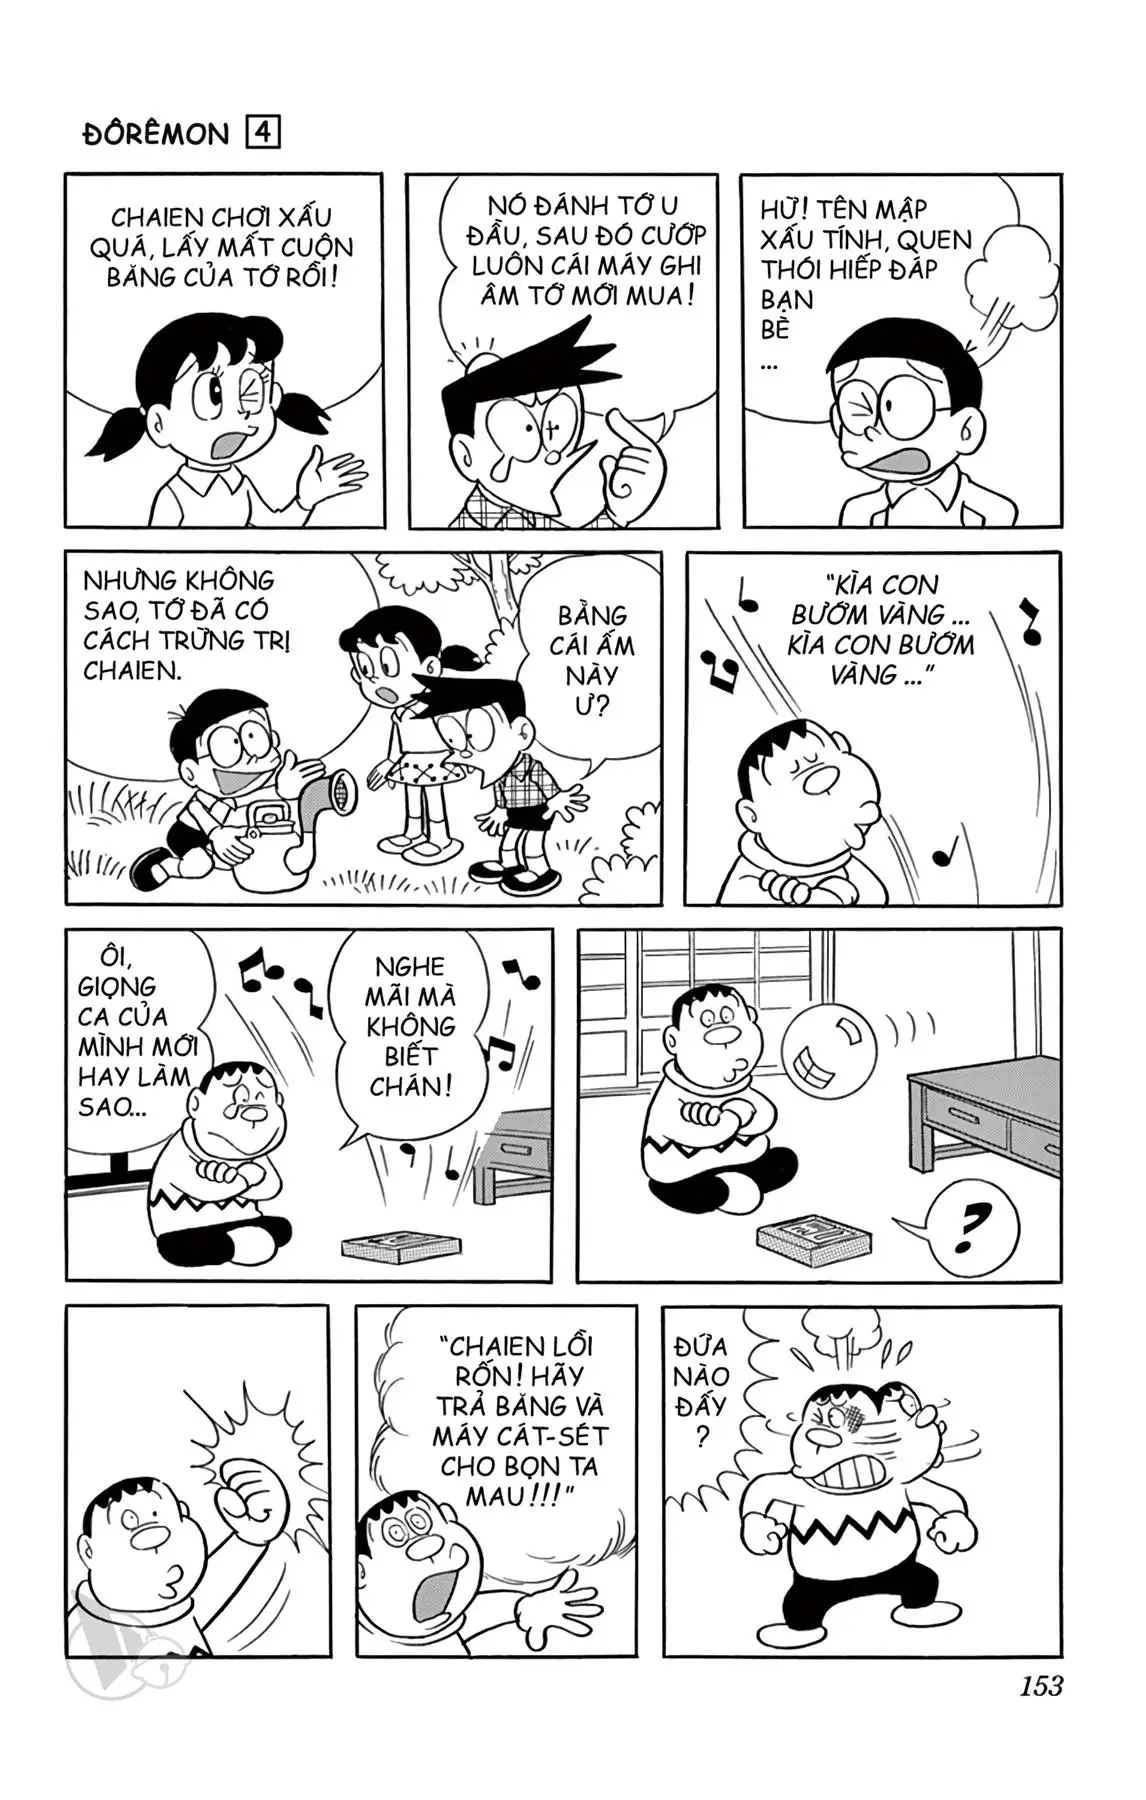 ĐÔRÊMON 4
CHAIEN CHƠI XẤU
QUÁ, LẤY MẤT CUỘN
BĂNG CỦA TỚ RỒI!
NÓ ĐÁNH TỚ U
ĐẦU, SAU ĐÓ CƯỚP
LUÔN CÁI MÁY GHI
ÂM TỚ MỚI MUA!
HỪ! TÊN MẬP
XẤU TÍNH, QUEN
THÓI HIẾP ĐÁP
BẠN
BÈ
...
NHƯNG KHÔNG
SAO, TỚ ĐÃ CÓ
CÁCH TRỪNG TRỊ
CHAIEN.
BẰNG
CÁI ẤM
NÀY
Ư?
“KÌA CON
BƯỚM VÀNG ...
KÌA CON BƯỚM
VÀNG ...”
ÔI,
GIỌNG
CA CỦA
MÌNH MỚI
HAY LÀM
SAO...
NGHE
MÃI MÀ
KHÔNG
BIẾT
CHÁN!
?
“CHAIEN LỒI
RỐN! HÃY
TRẢ BĂNG VÀ
MÁY CÁT-SÉT
CHO BỌN TA
MAU!!!”
ĐỨA
NÀO
ĐẤY
?
153